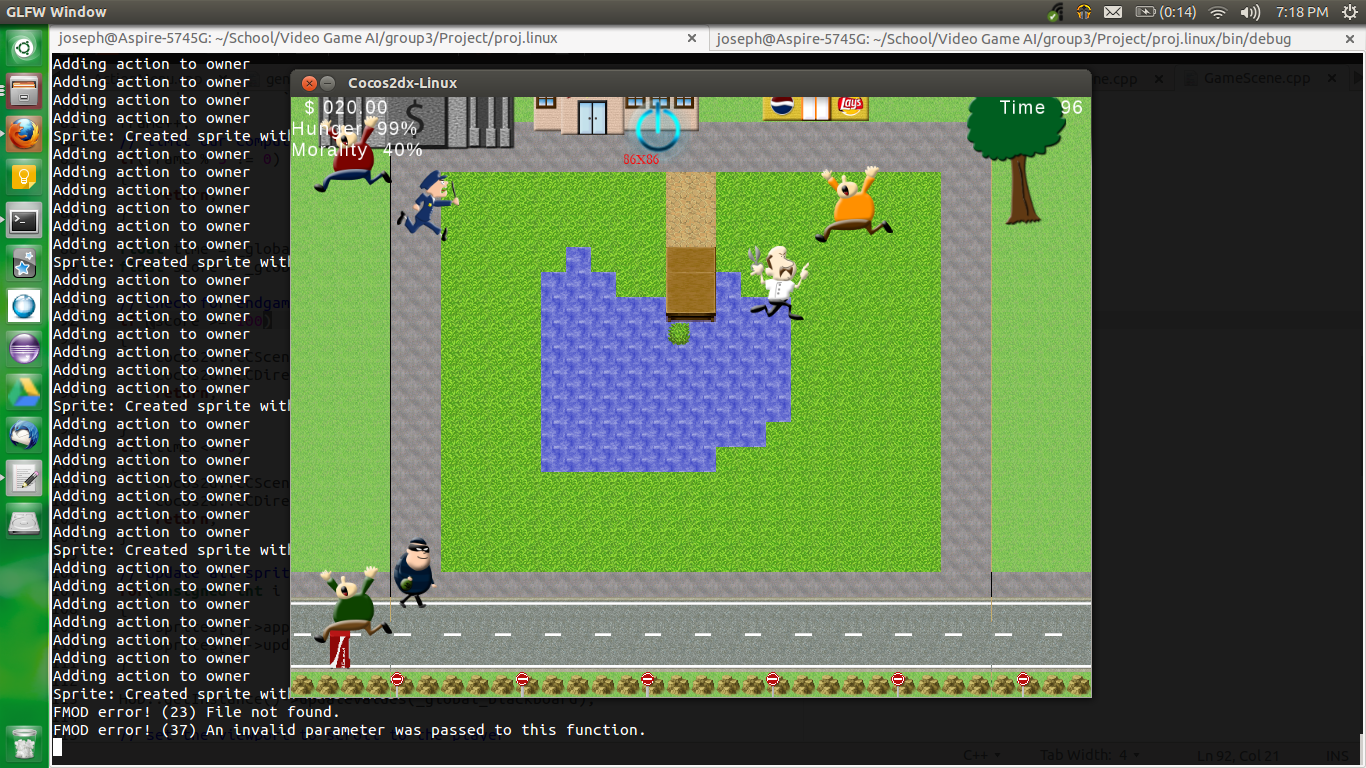 GLFW Window
(0:14)
7:18 PM
joseph@Aspire-5745G: ~/School/Video Game AI/group3/Project/proj.linux
joseph@Aspire-5745G: ~/School/Video Game AI/group3/Project/proj.linux/bin/debug
Adding action to owner
Adding action to owner
Adding action to owner
Adding action to owner
Sprite: Created sprite with
Adding action to owner
Adding action to owner
Adding action to owner
Adding action to owner
Adding action to owner
Adding action to owner
Sprite: Created sprite with
Adding action to owner
Adding action to owner
Adding action to owner
Adding action to owner
Adding action to owner
Adding action to owner
Adding action to owner
Sprite: Created sprite with
Adding action to owner
Adding action to owner
Adding action to owner
Adding action to owner
Adding action to owner
Adding action to owner
Adding action to owner
Sprite: Created sprite with
Adding action to owner
Adding action to owner
Adding action to owner
Adding action to owner
Adding action to owner
Adding action to owner
Adding action to owner
Sprite: Created sprite with
FMOD error! (23) File not found.
FMOD error! (37) An invalid parameter was passed to this function.
Cocos2dx-Linux
$ 020.00
Hunger 99%
Morality 40%
Time 96
$
86X86
Lays
GameScene.cpp
C++
Tab Width: 4
Ln 92, Col 21
INS